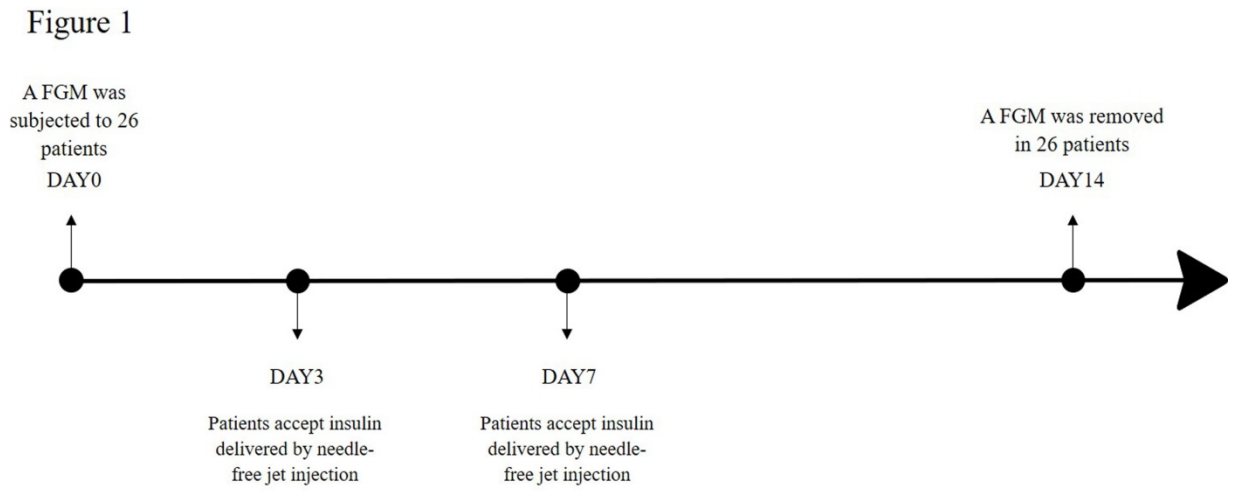 Figure 1
A FGM was
subjected to 26
patients
DAY0
A FGM was removed
in 26 patients
DAY14
DAY3
Patients accept insulin
delivered by needle-
free jet injection
DAY7
Patients accept insulin
delivered by needle-
free jet injection